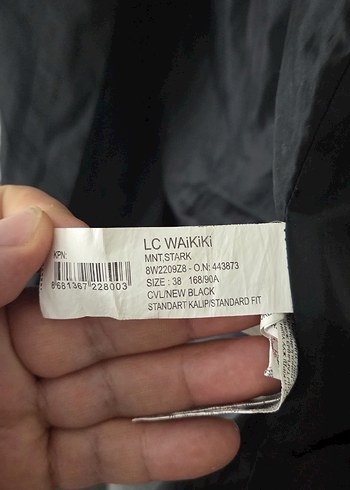 LC WAiKiKi
KPN:
MNT,STARK
8W2209Z8 - O.N: 443873
SIZE : 38 168/90A
8 681367 228003
CVL/NEW BLACK
STANDART KALIP/STANDARD FIT